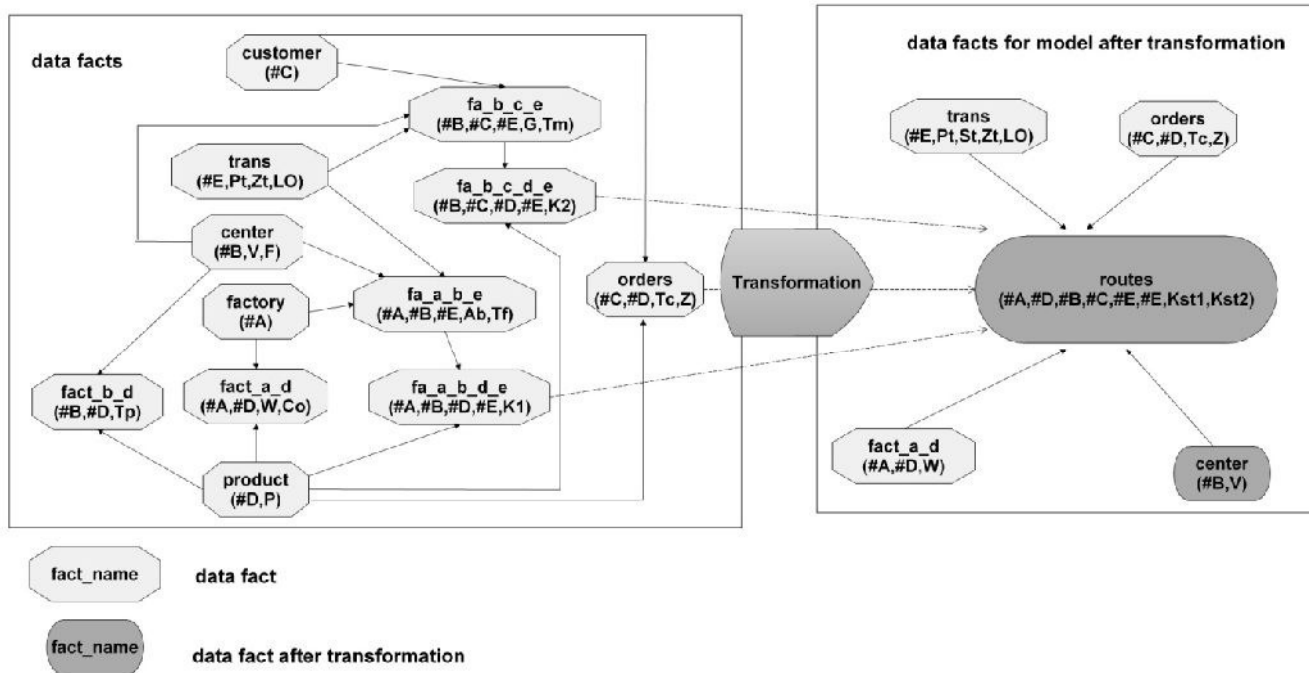 data facts
customer
(#C)
fa_b_c_e
(#B,#C,#E,G,Tm)
trans
(#E,Pt,Zt,LO)
fa_b_c_d_e
(#B,#C,#D,#E,K2)
center
(#B,V,F)
factory
(#A)
fa_a_b_e
(#A,#B,#E,Ab,Tf)
orders
(#C,#D,Tc,Z)
fact_b_d
(#B,#D,Tp)
fact_a_d
(#A,#D,W,Co)
fa_a_b_d_e
(#A,#B,#D,#E,K1)
product
(#D,P)
Transformation
data facts for model after transformation
trans
(#E,Pt,St,Zt,LO)
orders
(#C,#D,Tc,Z)
routes
(#A,#D,#B,#C,#E,#E,Kst1,Kst2)
fact_a_d
(#A,#D,W)
center
(#B,V)
fact_name
data fact
fact_name
data fact after transformation